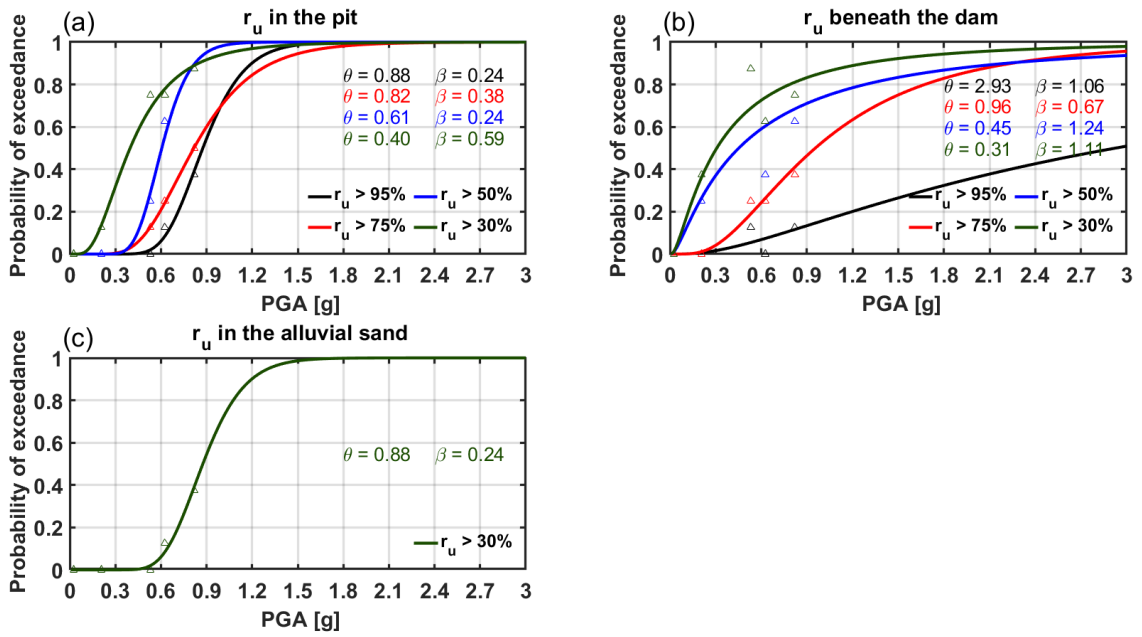 (a)
r_u in the pit
Probability of exceedance
1
0.8
0.6
0.4
0.2
0
θ = 0.88 β = 0.24
θ = 0.82 β = 0.38
θ = 0.61 β = 0.24
θ = 0.40 β = 0.59
r_u > 95% r_u > 50%
r_u > 75% r_u > 30%
0 0.3 0.6 0.9 1.2 1.5 1.8 2.1 2.4 2.7 3
PGA [g]
(b)
r_u beneath the dam
Probability of exceedance
1
0.8
0.6
0.4
0.2
0
θ = 2.93 β = 1.06
θ = 0.96 β = 0.67
θ = 0.45 β = 1.24
θ = 0.31 β = 1.11
r_u > 95% r_u > 50%
r_u > 75% r_u > 30%
0 0.3 0.6 0.9 1.2 1.5 1.8 2.1 2.4 2.7 3
PGA [g]
(c)
r_u in the alluvial sand
Probability of exceedance
1
0.8
0.6
0.4
0.2
0
θ = 0.88 β = 0.24
r_u > 30%
0 0.3 0.6 0.9 1.2 1.5 1.8 2.1 2.4 2.7 3
PGA [g]